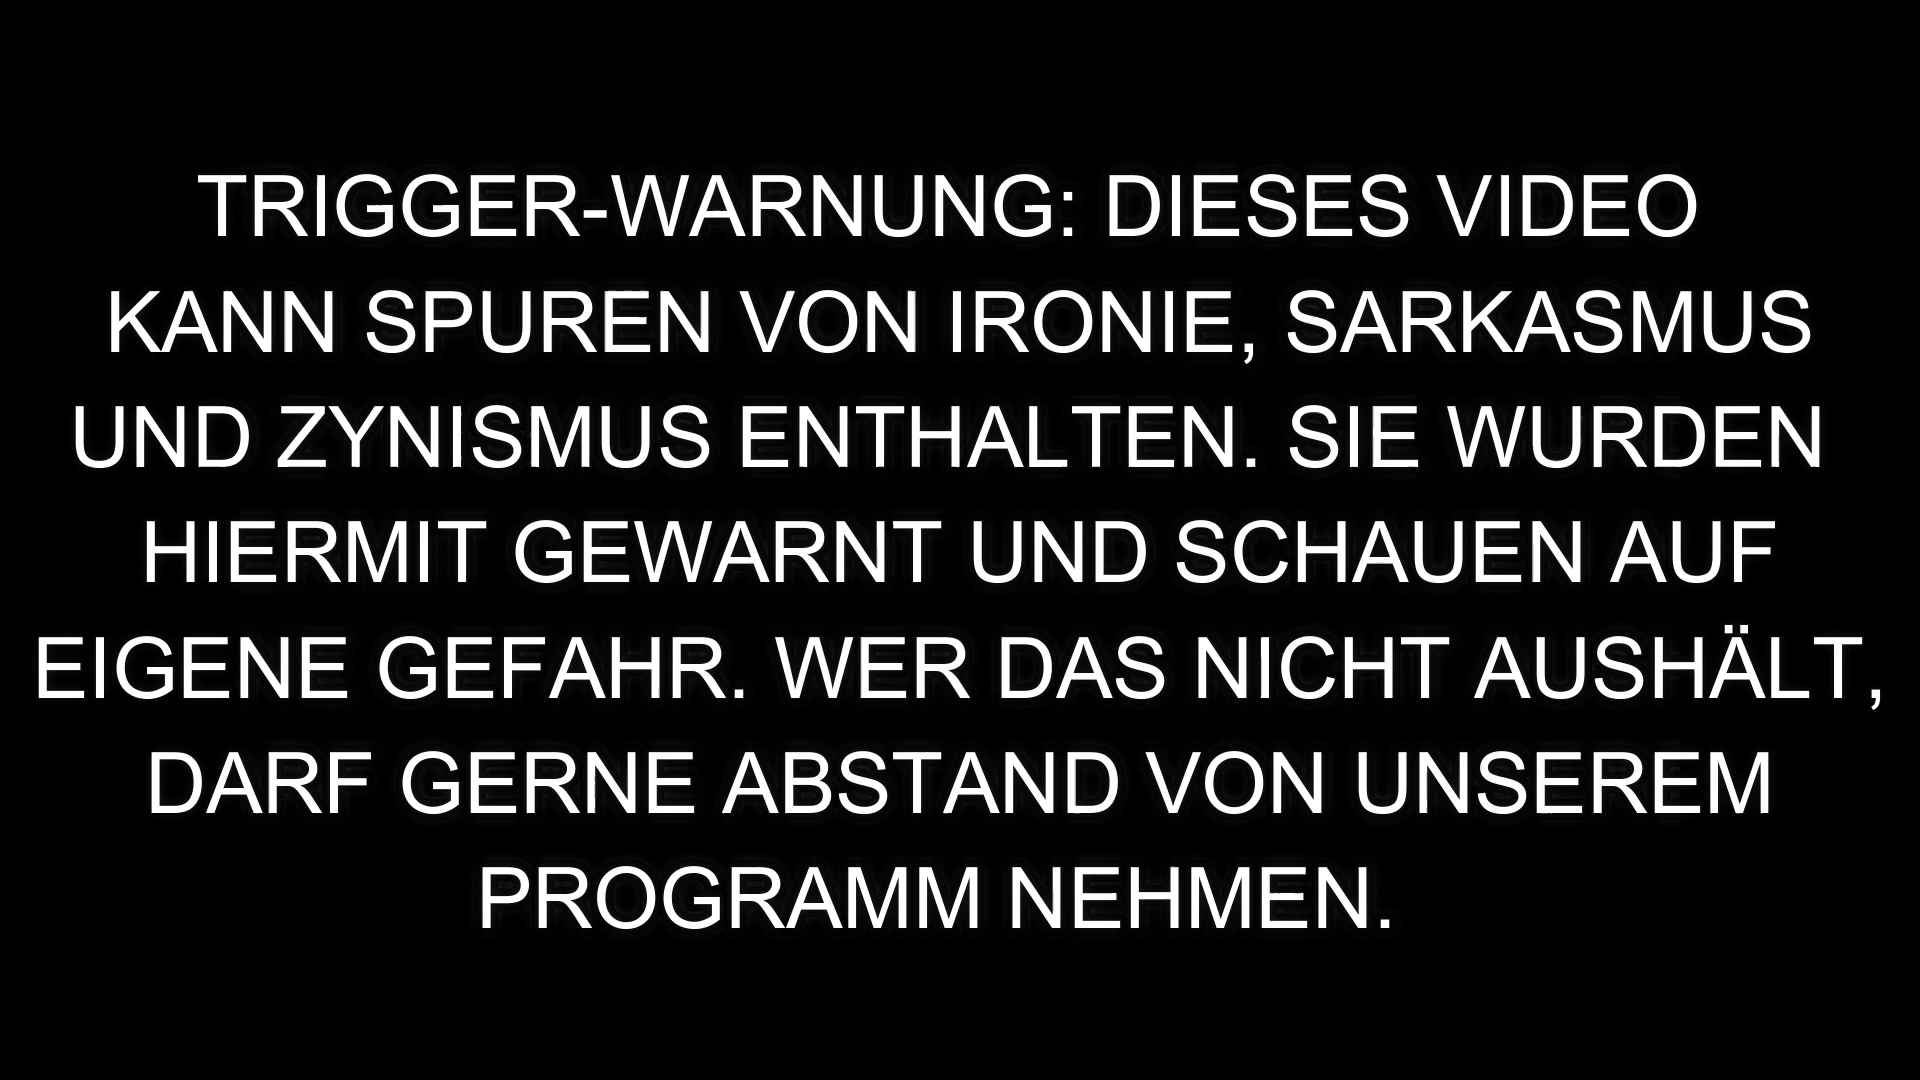 TRIGGER-WARNUNG: DIESES VIDEO
KANN SPUREN VON IRONIE, SARKASMUS
UND ZYNISMUS ENTHALTEN. SIE WURDEN
HIERMIT GEWARNT UND SCHAUEN AUF
EIGENE GEFAHR. WER DAS NICHT AUSHÄLT,
DARF GERNE ABSTAND VON UNSEREM
PROGRAMM NEHMEN.